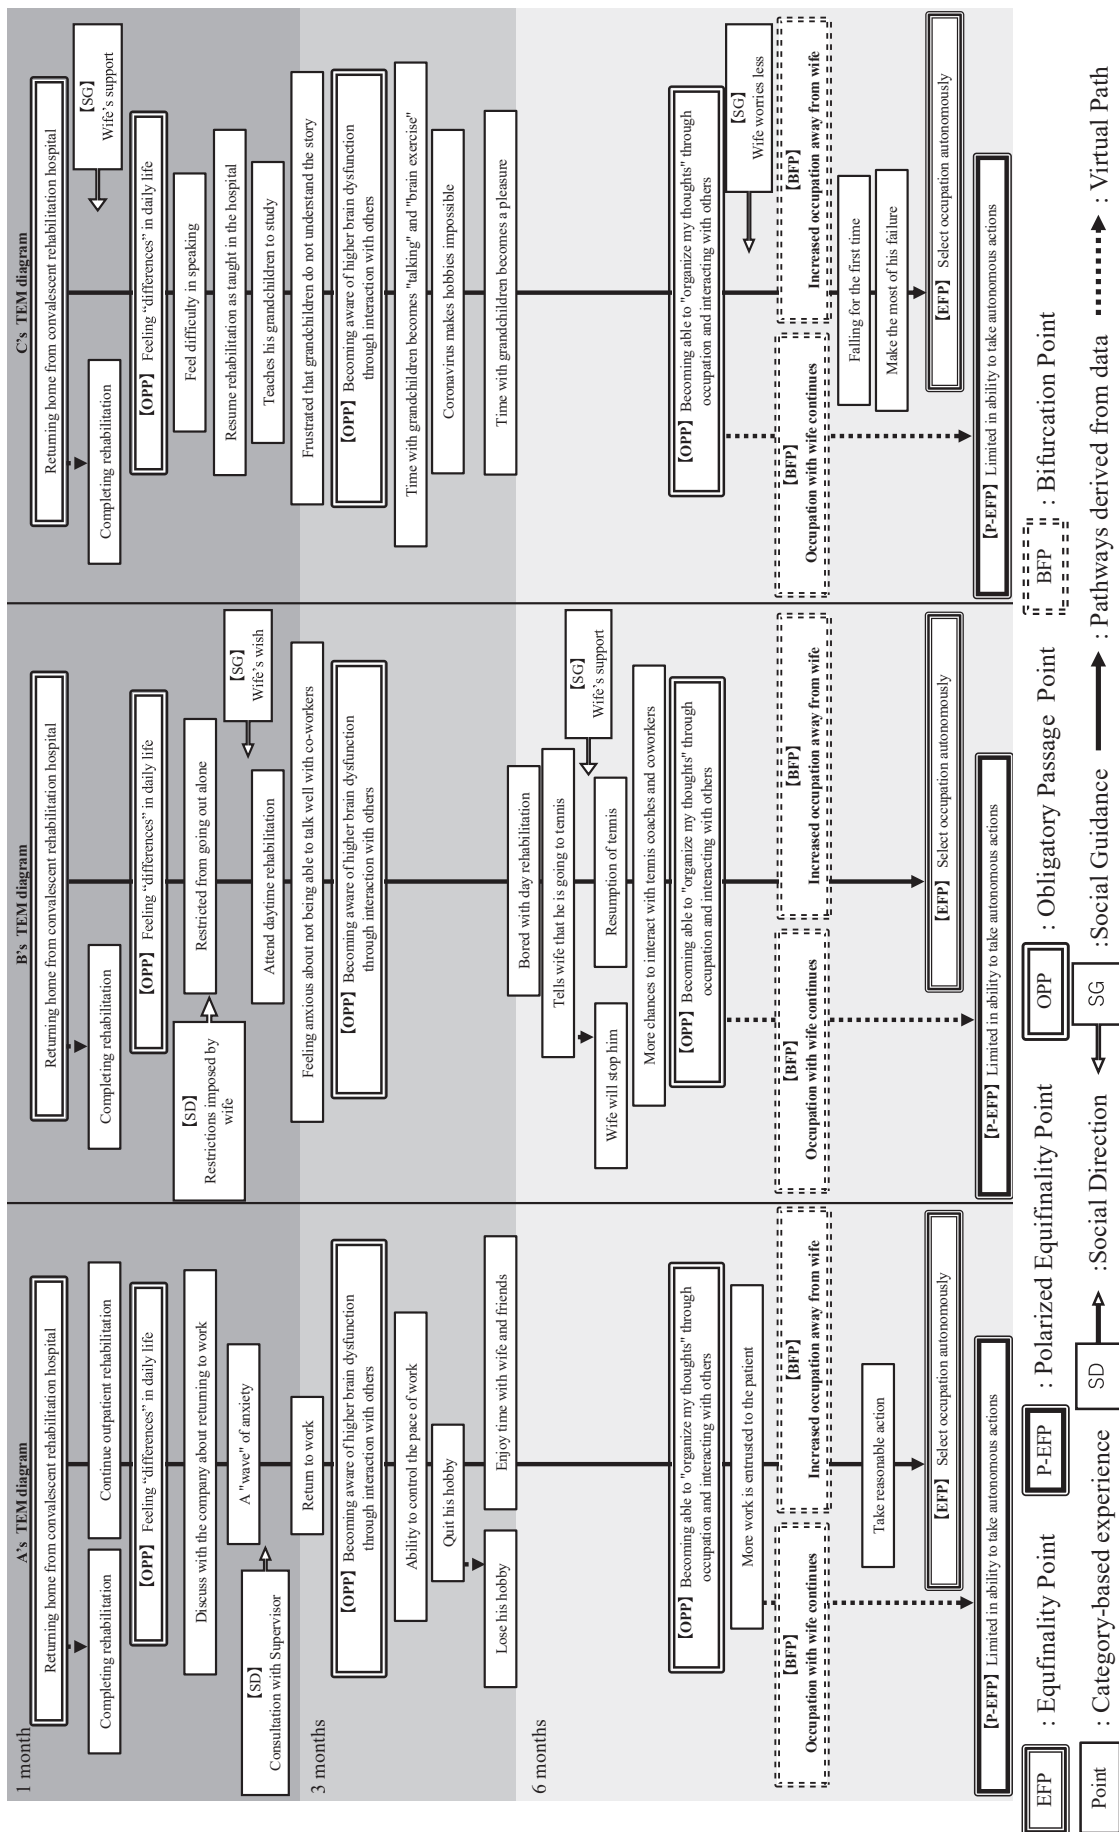 1 month
3 months
6 months
A's TEM diagram
Returning home from convalescent rehabilitation hospital
Completing rehabilitation
Continue outpatient rehabilitation
【OPP】 Feeling “differences” in daily life
Discuss with the company about returning to work
A "wave" of anxiety
【SD】
Consultation with Supervisor
Return to work
【OPP】 Becoming aware of higher brain dysfunction
through interaction with others
Ability to control the pace of work
Quit his hobby
Lose his hobby
Enjoy time with wife and friends
【OPP】 Becoming able to "organize my thoughts" through
occupation and interacting with others
More work is entrusted to the patient
【BFP】
Occupation with wife continues
【BFP】
Increased occupation away from wife
Take reasonable action
【EFP】 Select occupation autonomously
【P-EFP】 Limited in ability to take autonomous actions
B's TEM diagram
Returning home from convalescent rehabilitation hospital
Completing rehabilitation
【OPP】 Feeling “differences” in daily life
【SD】
Restrictions imposed by
wife
Restricted from going out alone
【SG】
Wife's wish
Attend daytime rehabilitation
Feeling anxious about not being able to talk well with co-workers
【OPP】 Becoming aware of higher brain dysfunction
through interaction with others
Bored with day rehabilitation
Tells wife that he is going to tennis
【SG】
Wife's support
Wife will stop him
Resumption of tennis
More chances to interact with tennis coaches and coworkers
【OPP】 Becoming able to "organize my thoughts" through
occupation and interacting with others
【BFP】
Occupation with wife continues
【BFP】
Increased occupation away from wife
【EFP】 Select occupation autonomously
【P-EFP】 Limited in ability to take autonomous actions
C's TEM diagram
Returning home from convalescent rehabilitation hospital
【SG】
Wife's support
Completing rehabilitation
【OPP】 Feeling “differences” in daily life
Feel difficulty in speaking
Resume rehabilitation as taught in the hospital
Teaches his grandchildren to study
Frustrated that grandchildren do not understand the story
【OPP】 Becoming aware of higher brain dysfunction
through interaction with others
Time with grandchildren becomes "talking" and "brain exercise"
Coronavirus makes hobbies impossible
Time with grandchildren becomes a pleasure
【OPP】 Becoming able to "organize my thoughts" through
occupation and interacting with others
【SG】
Wife worries less
【BFP】
Occupation with wife continues
【BFP】
Increased occupation away from wife
Falling for the first time
Make the most of his failure
【EFP】 Select occupation autonomously
【P-EFP】 Limited in ability to take autonomous actions
EFP : Equfinality Point P-EFP : Polarized Equifinality Point OPP : Obligatory Passage Point BFP : Bifurcation Point
Point : Category-based experience SD :Social Direction SG :Social Guidance : Pathways derived from data : Virtual Path